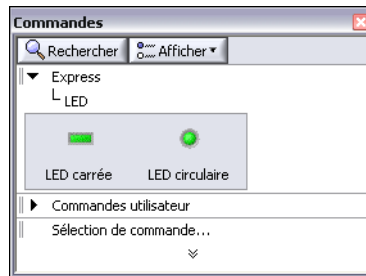 Commandes
Rechercher Afficher
Express
LED
LED carrée LED circulaire
Commandes utilisateur
Sélection de commande...